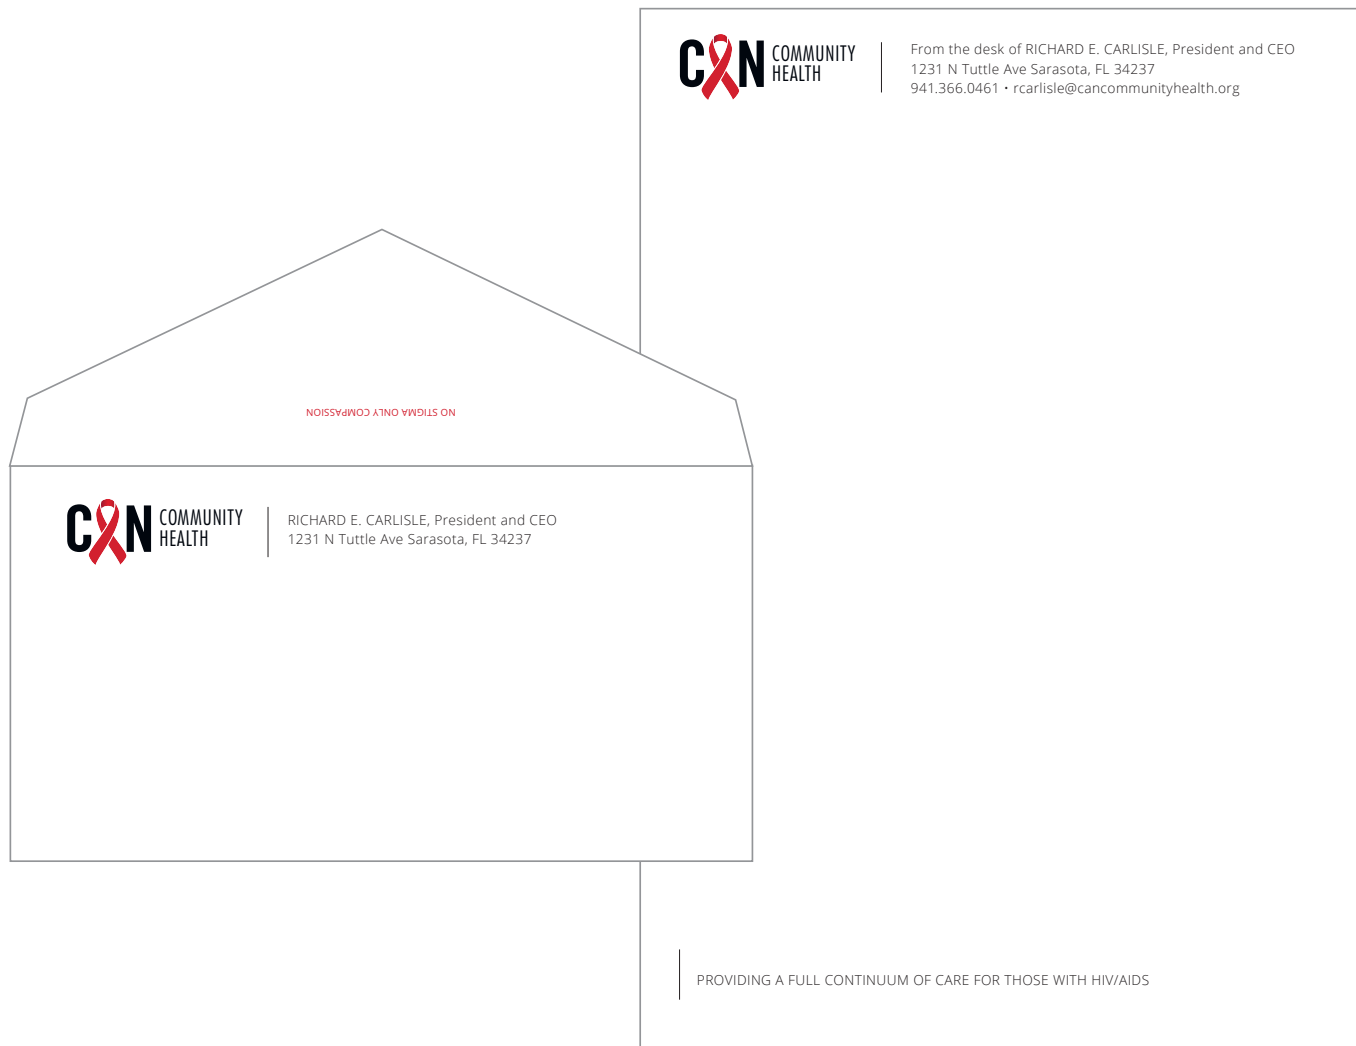 CAN COMMUNITY
HEALTH
From the desk of RICHARD E. CARLISLE, President and CEO
1231 N Tuttle Ave Sarasota, FL 34237
941.366.0461 • rcarlisle@cancommunityhealth.org
NO STIGMA ONLY COMPASSION
CAN COMMUNITY
HEALTH
RICHARD E. CARLISLE, President and CEO
1231 N Tuttle Ave Sarasota, FL 34237
PROVIDING A FULL CONTINUUM OF CARE FOR THOSE WITH HIV/AIDS